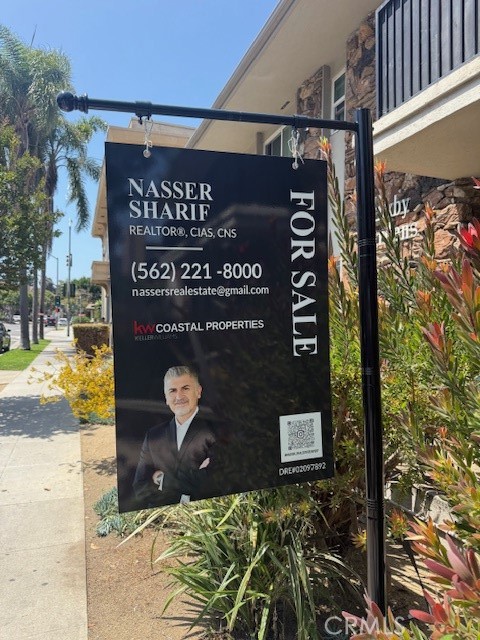 NASSER
SHARIF
REALTOR®, CIAS, CNS
(562) 221 -8000
nassersrealestate@gmail.com
kw COASTAL PROPERTIES
KELLERWILLIAMS
FOR SALE
DRE#02097892
by
CRMLS